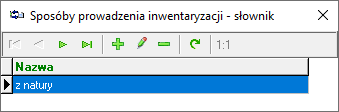 Sposoby prowadzenia inwentaryzacji - słownik
1:1
Nazwa
z natury